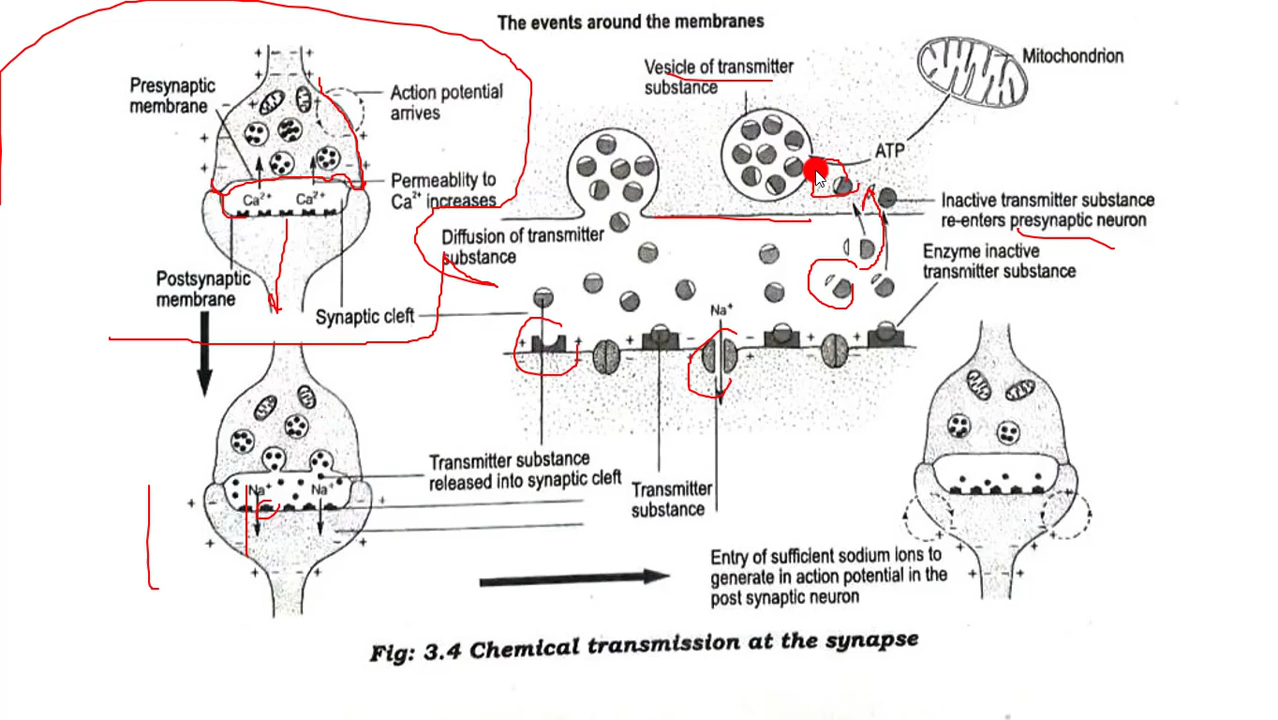 The events around the membranes
Presynaptic
membrane
Action potential
arrives
Permeablity to
Ca²⁺ increases
Ca²⁺ Ca²⁺
Postsynaptic
membrane
Synaptic cleft
Vesicle of transmitter
substance
Mitochondrion
ATP
Inactive transmitter substance
re-enters presynaptic neuron
Diffusion of transmitter
substance
Enzyme inactive
transmitter substance
Na⁺
Na⁺ Na⁺
Transmitter substance
released into synaptic cleft
Transmitter
substance
Entry of sufficient sodium Ions to
generate in action potential in the
post synaptic neuron
Fig: 3.4 Chemical transmission at the synapse